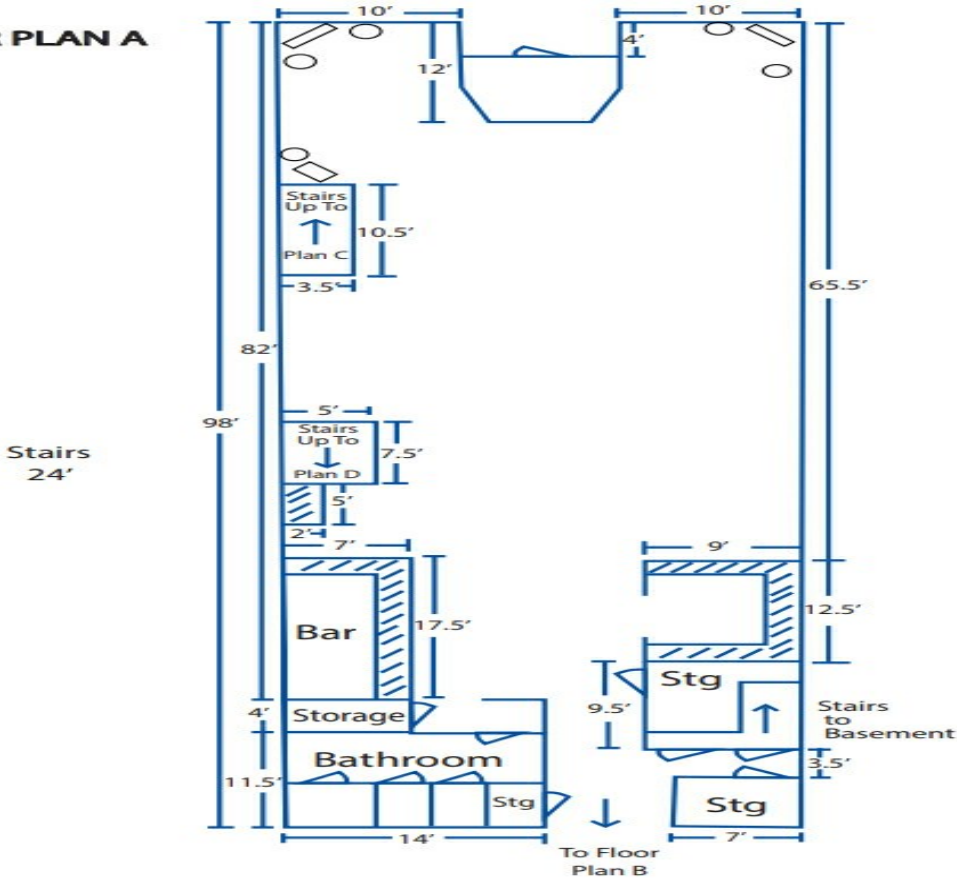 PLAN A
10'
10'
4'
12'
Stairs
Up To
Plan C
10.5'
3.5'
65.5'
82'
98'
5'
Stairs
Up To
Plan D
7.5'
Stairs
24'
5'
2'
7'
9'
Bar
17.5'
12.5'
Stg
4'
Storage
9.5'
Stairs
to
Basement
Bathroom
3.5'
11.5'
Stg
Stg
14'
7'
To Floor
Plan B